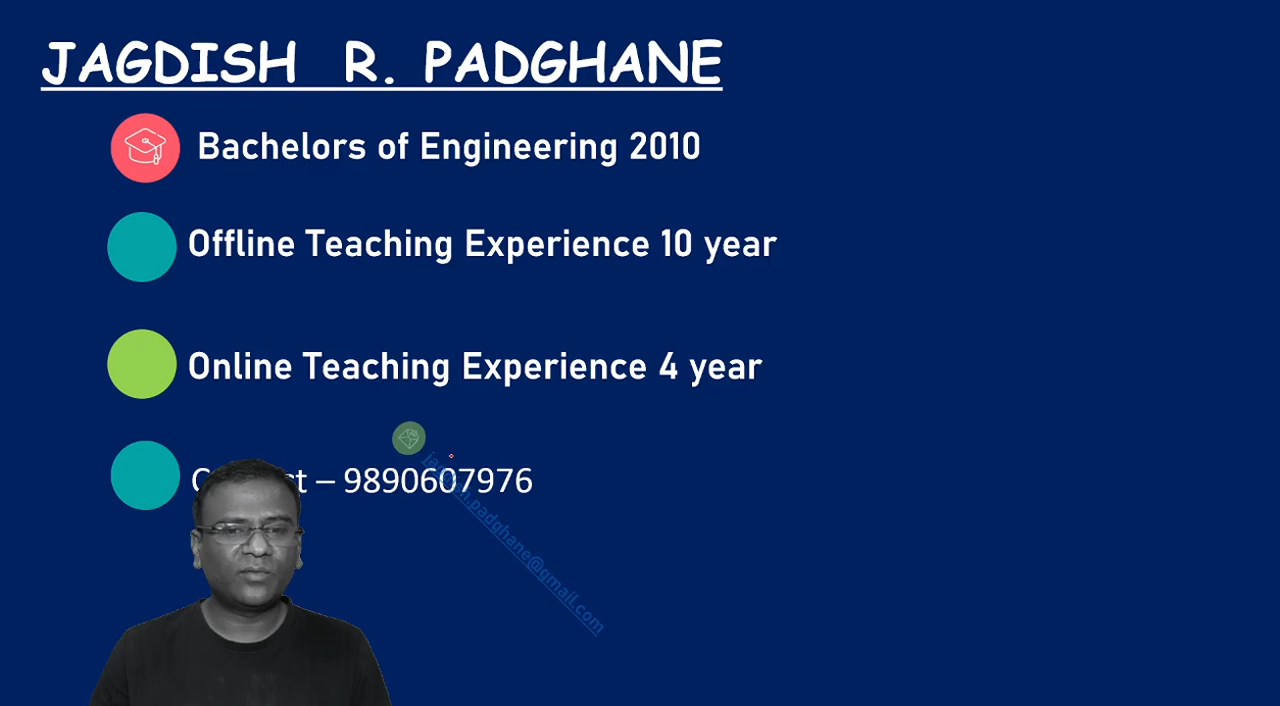 JAGDISH R. PADGHANE
Bachelors of Engineering 2010
Offline Teaching Experience 10 year
Online Teaching Experience 4 year
– 9890607976
jagdish.padghane@gmail.com